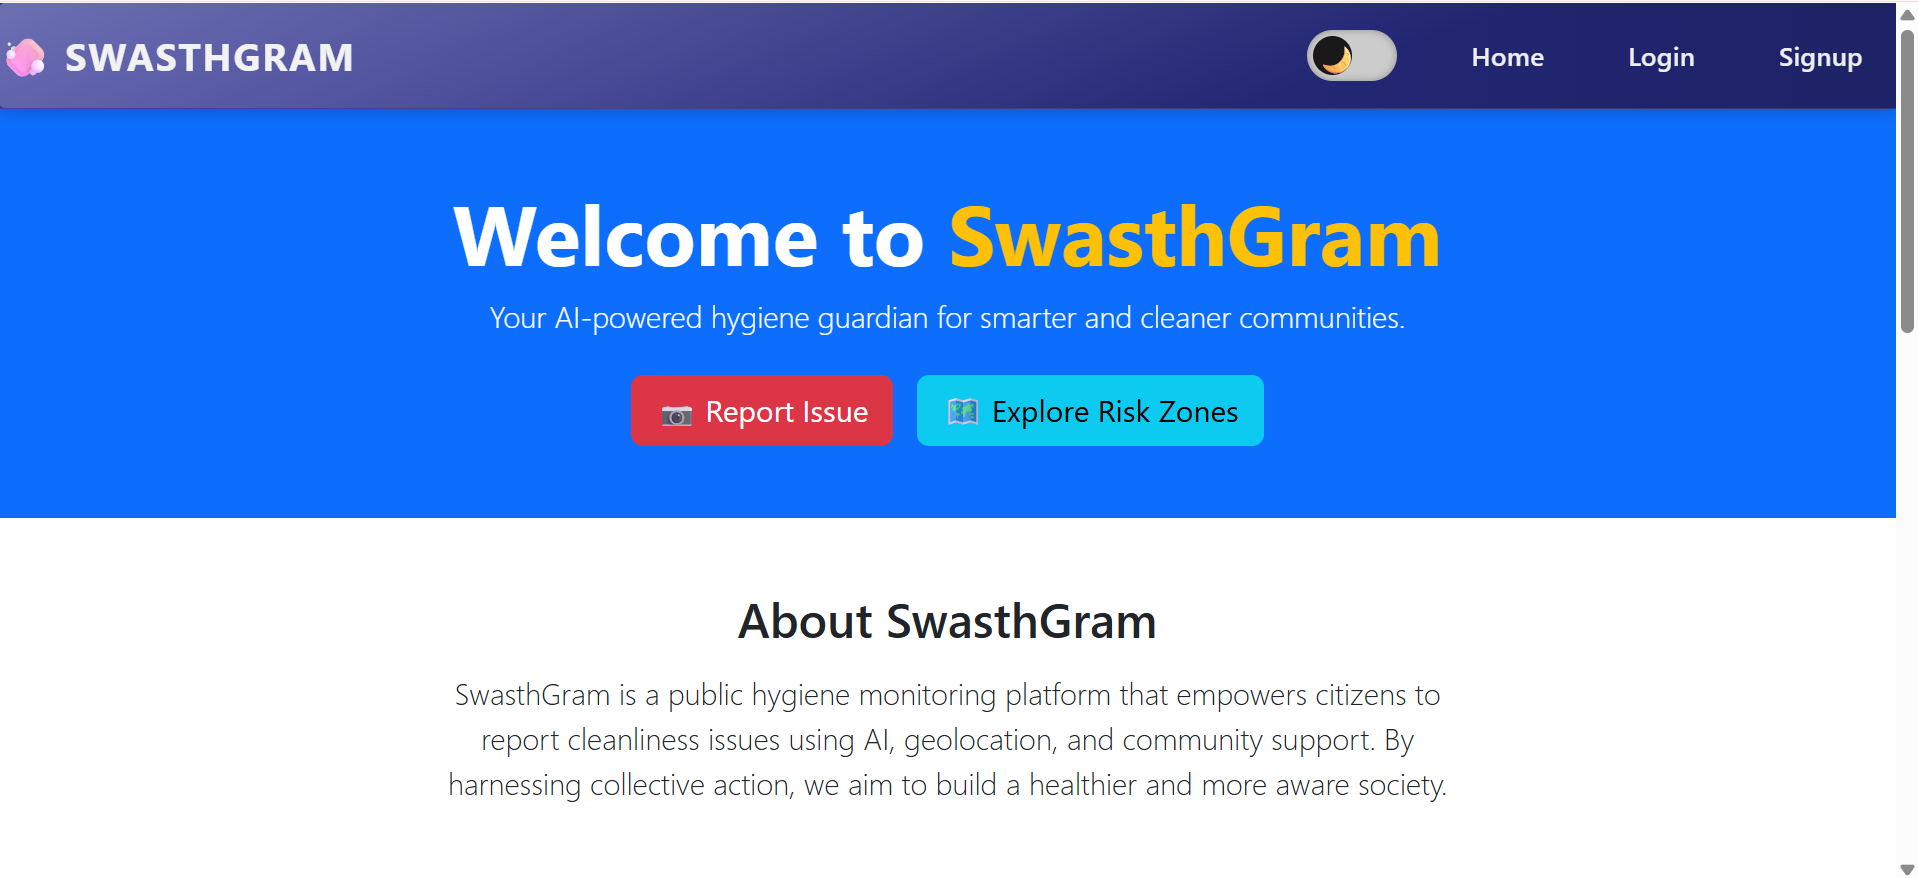 SWASTHGRAM
Home
Login
Signup
Welcome to SwasthGram
Your AI-powered hygiene guardian for smarter and cleaner communities.
Report Issue
Explore Risk Zones
About SwasthGram
SwasthGram is a public hygiene monitoring platform that empowers citizens to
report cleanliness issues using AI, geolocation, and community support. By
harnessing collective action, we aim to build a healthier and more aware society.